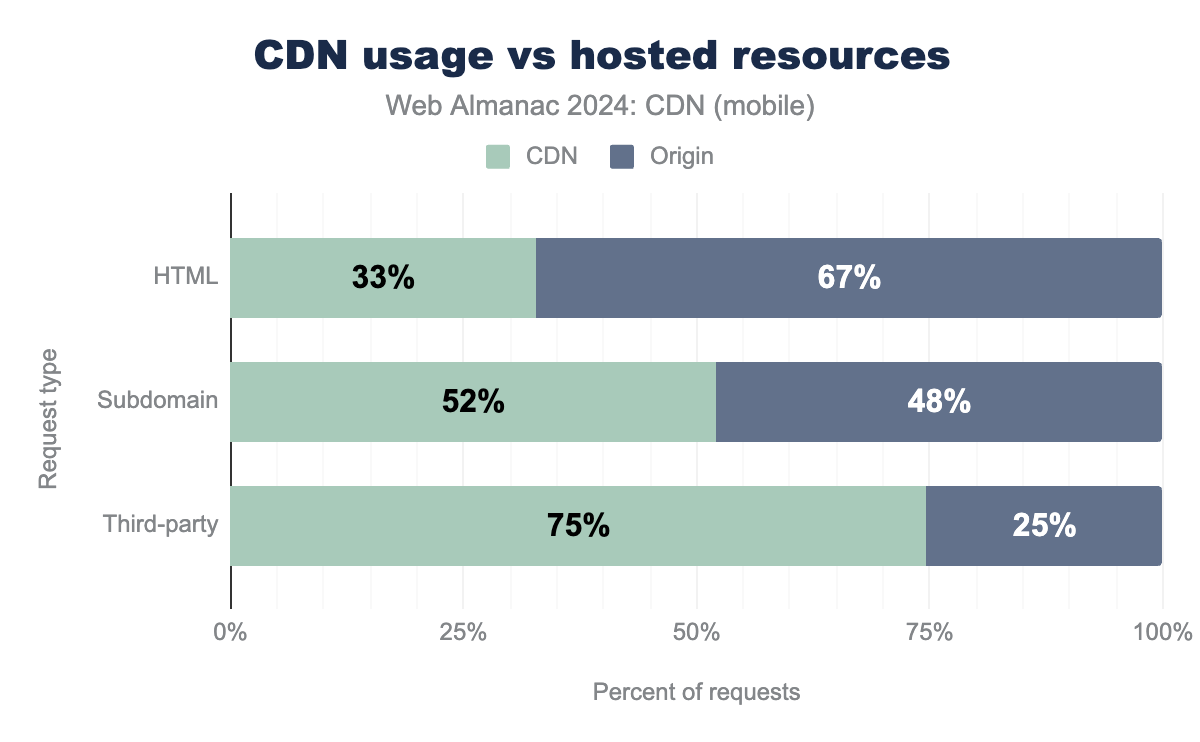 CDN usage vs hosted resources
Web Almanac 2024: CDN (mobile)
CDN Origin
Request type
HTML 33% 67%
Subdomain 52% 48%
Third-party 75% 25%
0% 25% 50% 75% 100%
Percent of requests